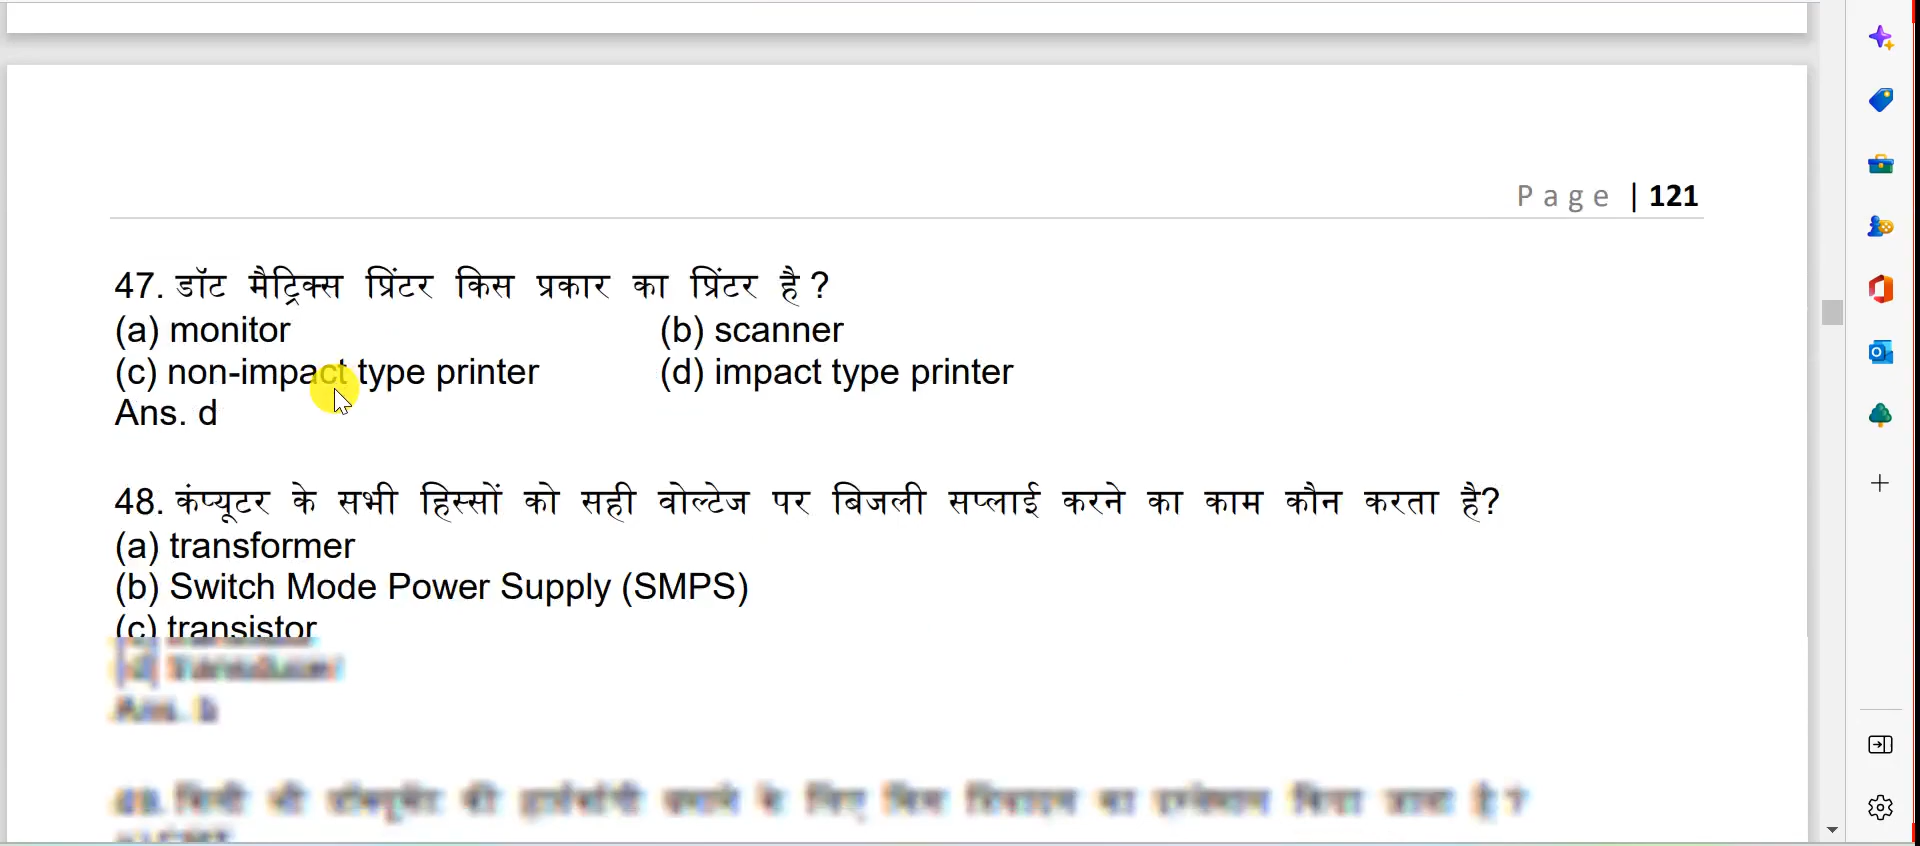 Page | 121
47. डॉट मैट्रिक्स प्रिंटर किस प्रकार का प्रिंटर है ?
(a) monitor (b) scanner
(c) non-impact type printer (d) impact type printer
Ans. d
48. कंप्यूटर के सभी हिस्सों को सही वोल्टेज पर बिजली सप्लाई करने का काम कौन करता है?
(a) transformer
(b) Switch Mode Power Supply (SMPS)
(c) transistor
Ans. b